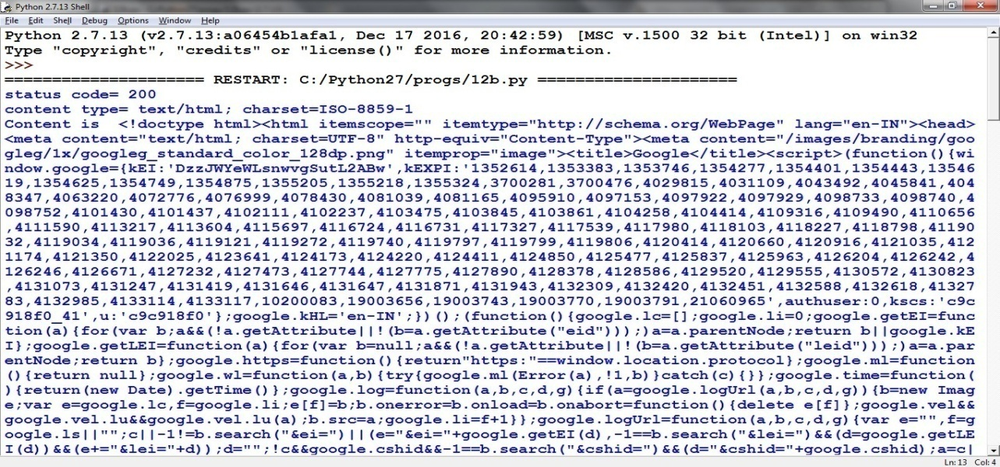 Python 2.7.13 Shell
File Edit Shell Debug Options Window Help
Python 2.7.13 (v2.7.13:a06454b1afa1, Dec 17 2016, 20:42:59) [MSC v.1500 32 bit (Intel)] on win32
Type "copyright", "credits" or "license()" for more information.
>>>
===================== RESTART: C:/Python27/progs/12b.py =====================
status code= 200
content type= text/html; charset=ISO-8859-1
Content is  <!doctype html><html itemscope="" itemtype="http://schema.org/WebPage" lang="en-IN"><head>
<meta content="text/html; charset=UTF-8" http-equiv="Content-Type"><meta content="/images/branding/goo
gleg/1x/googleg_standard_color_128dp.png" itemprop="image"><title>Google</title><script>(function(){wi
ndow.google={kEI:'DzzJWYeWLsnwvgSutL2ABw',kEXPI:'1352614,1353383,1353746,1354277,1354401,1354443,13546
19,1354625,1354749,1354875,1355205,1355218,1355324,3700281,3700476,4029815,4031109,4043492,4045841,404
8347,4063220,4072776,4076999,4078430,4081039,4081165,4095910,4097153,4097922,4097929,4098733,4098740,4
098752,4101430,4101437,4102111,4102237,4103475,4103845,4103861,4104258,4104414,4109316,4109490,4110656
,4111590,4113217,4113604,4115697,4116724,4116731,4117327,4117539,4117980,4118103,4118227,4118798,41190
32,4119034,4119036,4119121,4119272,4119740,4119797,4119799,4119806,4120414,4120660,4120916,4121035,412
1174,4121350,4122025,4123641,4124173,4124220,4124411,4124850,4125477,4125837,4125963,4126204,4126242,4
126246,4126671,4127232,4127473,4127744,4127775,4127890,4128378,4128586,4129520,4129555,4130572,4130823
,4131073,4131247,4131419,4131646,4131647,4131871,4131943,4132309,4132420,4132451,4132588,4132618,41327
83,4132985,4133114,4133117,10200083,19003656,19003743,19003770,19003791,21060965',authuser:0,kscs:'c9c
918f0_41',u:'c9c918f0'};google.kHL='en-IN';})();(function(){google.lc=[];google.li=0;google.getEI=func
tion(a){for(var b;a&&(!a.getAttribute||!(b=a.getAttribute("eid")));)a=a.parentNode;return b||google.kE
I};google.getLEI=function(a){for(var b=null;a&&(!a.getAttribute||!(b=a.getAttribute("leid")));)a=a.par
entNode;return b};google.https=function(){return"https:"==window.location.protocol};google.ml=function
(){return null};google.wl=function(a,b){try{google.ml(Error(a),!1,b)}catch(c){}};google.time=function(
){return(new Date).getTime()};google.log=function(a,b,c,d,g){if(a=google.logUrl(a,b,c,d,g)){b=new Imag
e;var e=google.lc,f=google.li;e[f]=b;b.onerror=b.onload=b.onabort=function(){delete e[f]};google.vel&&
google.vel.lu&&google.vel.lu(a);b.src=a;google.li=f+1}};google.logUrl=function(a,b,c,d,g){var e="",f=g
oogle.ls||"";c||-1!=b.search("&ei=")||(e="&ei="+google.getEI(d),-1==b.search("&lei=")&&(d=google.getLE
I(d))&&(e+="&lei="+d));d="";!c&&google.cshid&&-1==b.search("&cshid=")&&(d="&cshid="+google.cshid);a=c|
Ln: 13 Col: 4